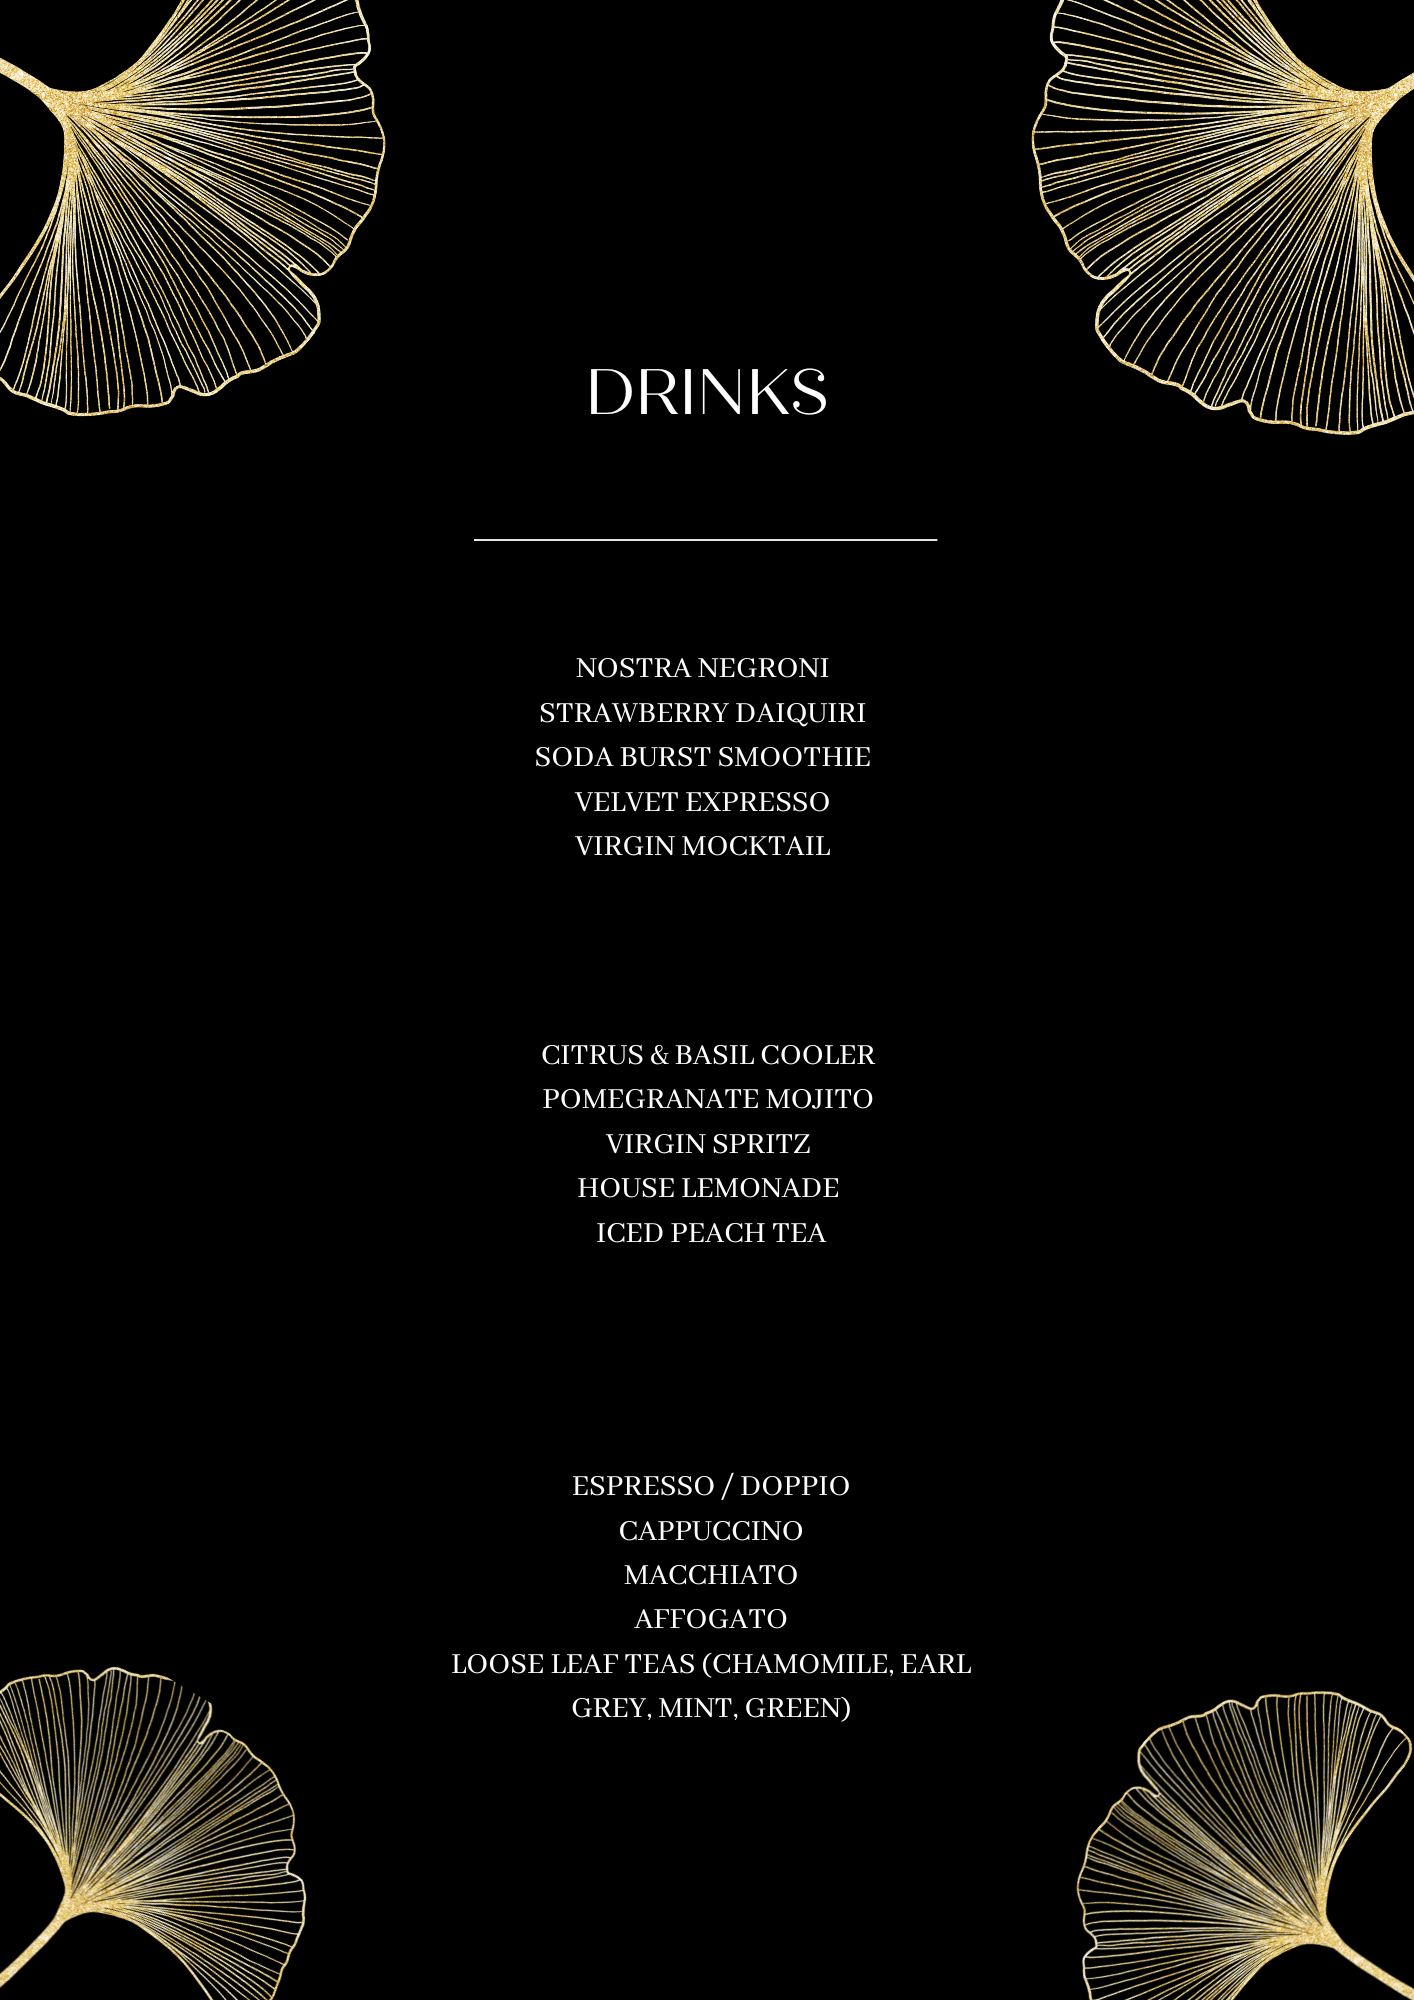 DRINKS
NOSTRA NEGRONI
STRAWBERRY DAIQUIRI
SODA BURST SMOOTHIE
VELVET EXPRESSO
VIRGIN MOCKTAIL
CITRUS & BASIL COOLER
POMEGRANATE MOJITO
VIRGIN SPRITZ
HOUSE LEMONADE
ICED PEACH TEA
ESPRESSO / DOPPIO
CAPPUCCINO
MACCHIATO
AFFOGATO
LOOSE LEAF TEAS (CHAMOMILE, EARL
GREY, MINT, GREEN)